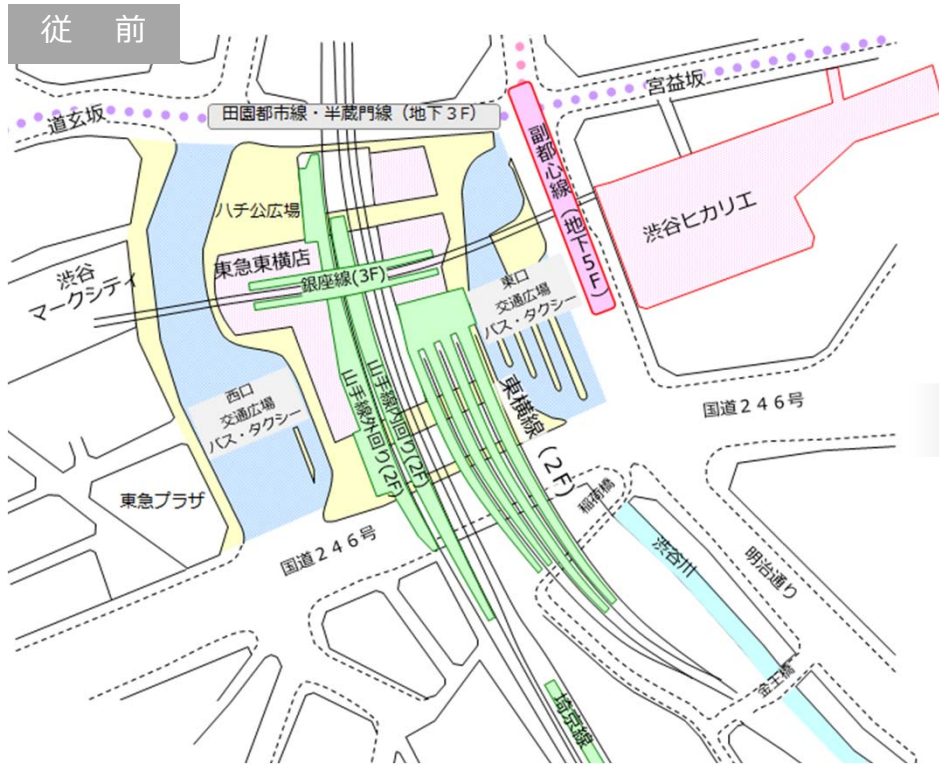 従　前
宮益坂
田園都市線・半蔵門線（地下３F）
道玄坂
副都心線（地下５F）
ハチ公広場
渋谷ヒカリエ
東急東横店
銀座線(3F)
渋谷
マークシティ
東口
交通広場
バス・タクシー
山手線内回り(2F)
山手線外回り(2F)
西口
交通広場
バス・タクシー
東横線（2F）
国道２４６号
東急プラザ
稲荷橋
国道２４６号
渋谷川
明治通り
金王橋
埼京線